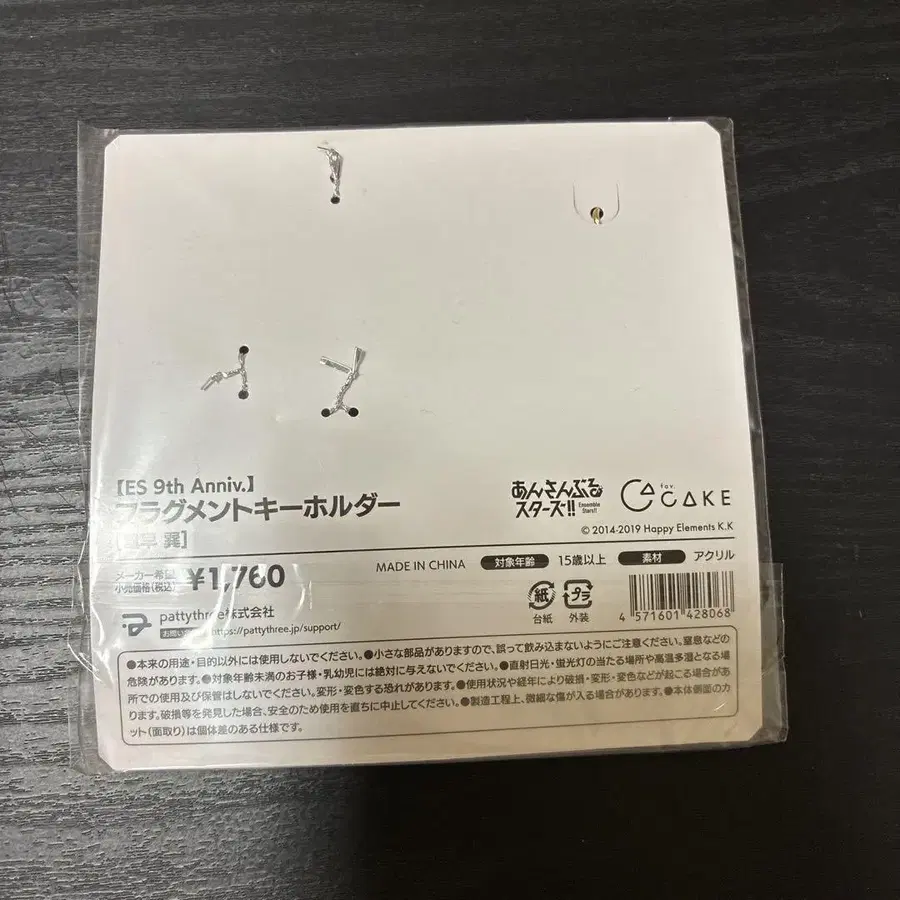 【ES 9th Anniv.】
フラグメントキーホルダー
[風早 巽]
あんさんぶる
スターズ!!
Ensemble Stars!!
fav.
CAKE
© 2014-2019 Happy Elements K.K
メーカー希望
小売価格(税込)
¥1,760
MADE IN CHINA
対象年齢
15歳以上
素材
アクリル
pattythree株式会社
https://pattythree.jp/support/
紙
台紙
プラ
外装
4 571601 428068
●本来の用途・目的以外には使用しないでください。●小さな部品がありますので、誤って飲み込まないようにご注意ください。窒息などの
危険があります。●対象年齢未満のお子様・乳幼児には絶対に与えないでください。●直射日光・蛍光灯の当たる場所や高温多湿となる場
所での使用及び保管はしないでください。変形・変色する恐れがあります。●使用状況や経年により破損・変形・変色などが起こる場合があ
ります。破損等を発見した場合、安全のため使用を直ちに中止してください。●製造工程上、微細な傷が入る場合があります。●本体側面のカ
ット(面取り)は個体差のある仕様です。